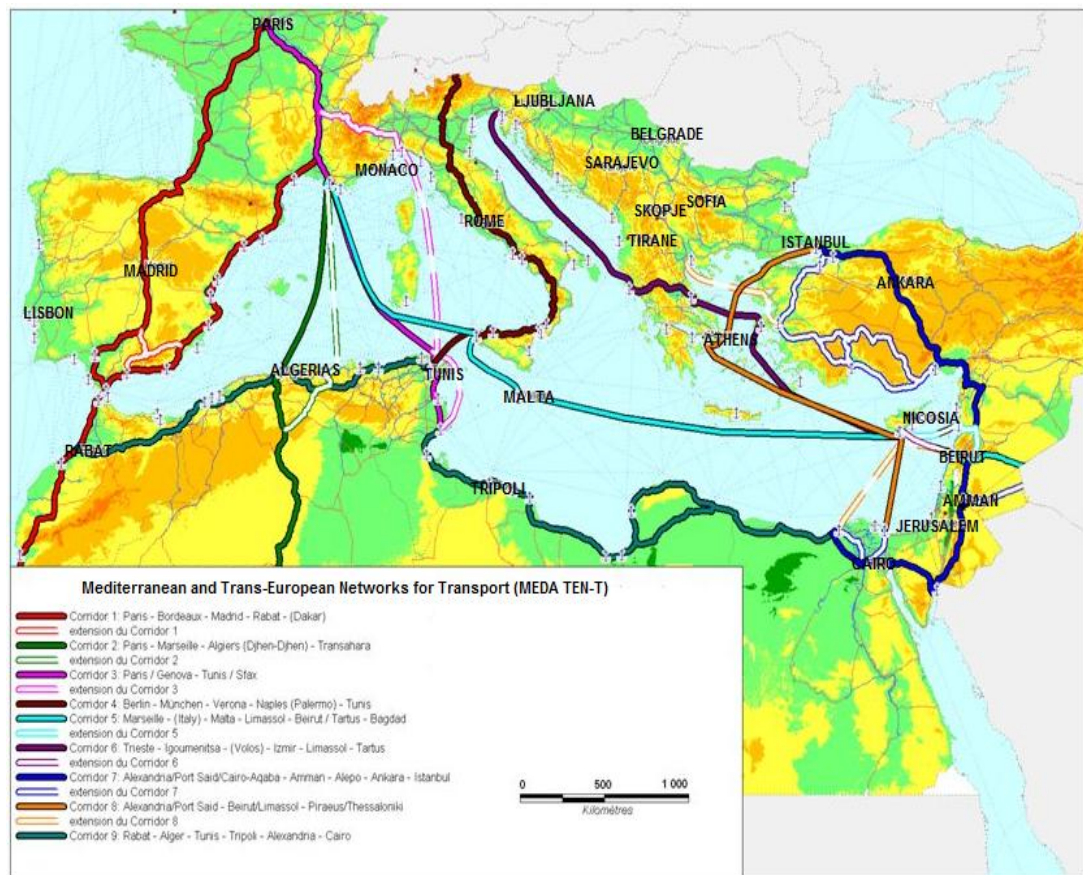 PARIS
LJUBLJANA
BELGRADE
MONACO
SARAJEVO
SOFIA
SKOPJE
ROME
TIRANE
ISTANBUL
MADRID
ANKARA
LISBON
ATHENS
ALGERIAS
TUNIS
MALTA
NICOSIA
RABAT
BEIRUT
TRIPOLI
AMMAN
JERUSALEM
CAIRO
Mediterranean and Trans-European Networks for Transport (MEDA TEN-T)
Corridor 1: Paris - Bordeaux - Madrid - Rabat - (Dakar)
extension du Corridor 1
Corridor 2: Paris - Marseille - Algiers (Djhen-Djhen) - Transahara
extension du Corridor 2
Corridor 3: Paris / Genova - Tunis / Sfax
extension du Corridor 3
Corridor 4: Berlin - München - Verona - Naples (Palermo) - Tunis
Corridor 5: Marseille - (Italy) - Malta - Limassol - Beirut / Tartus - Bagdad
extension du Corridor 5
Corridor 6: Trieste - Igoumenitsa - (Volos) - Izmir - Limassol - Tartus
extension du Corridor 6
Corridor 7: Alexandria/Port Said/Cairo-Aqaba - Amman - Alepo - Ankara - Istanbul
extension du Corridor 7
Corridor 8: Alexandria/Port Said - Beirut/Limassol - Piraeus/Thessaloniki
extension du Corridor 8
Corridor 9: Rabat - Alger - Tunis - Tripoli - Alexandria - Cairo
0 500 1 000
Kilomètres